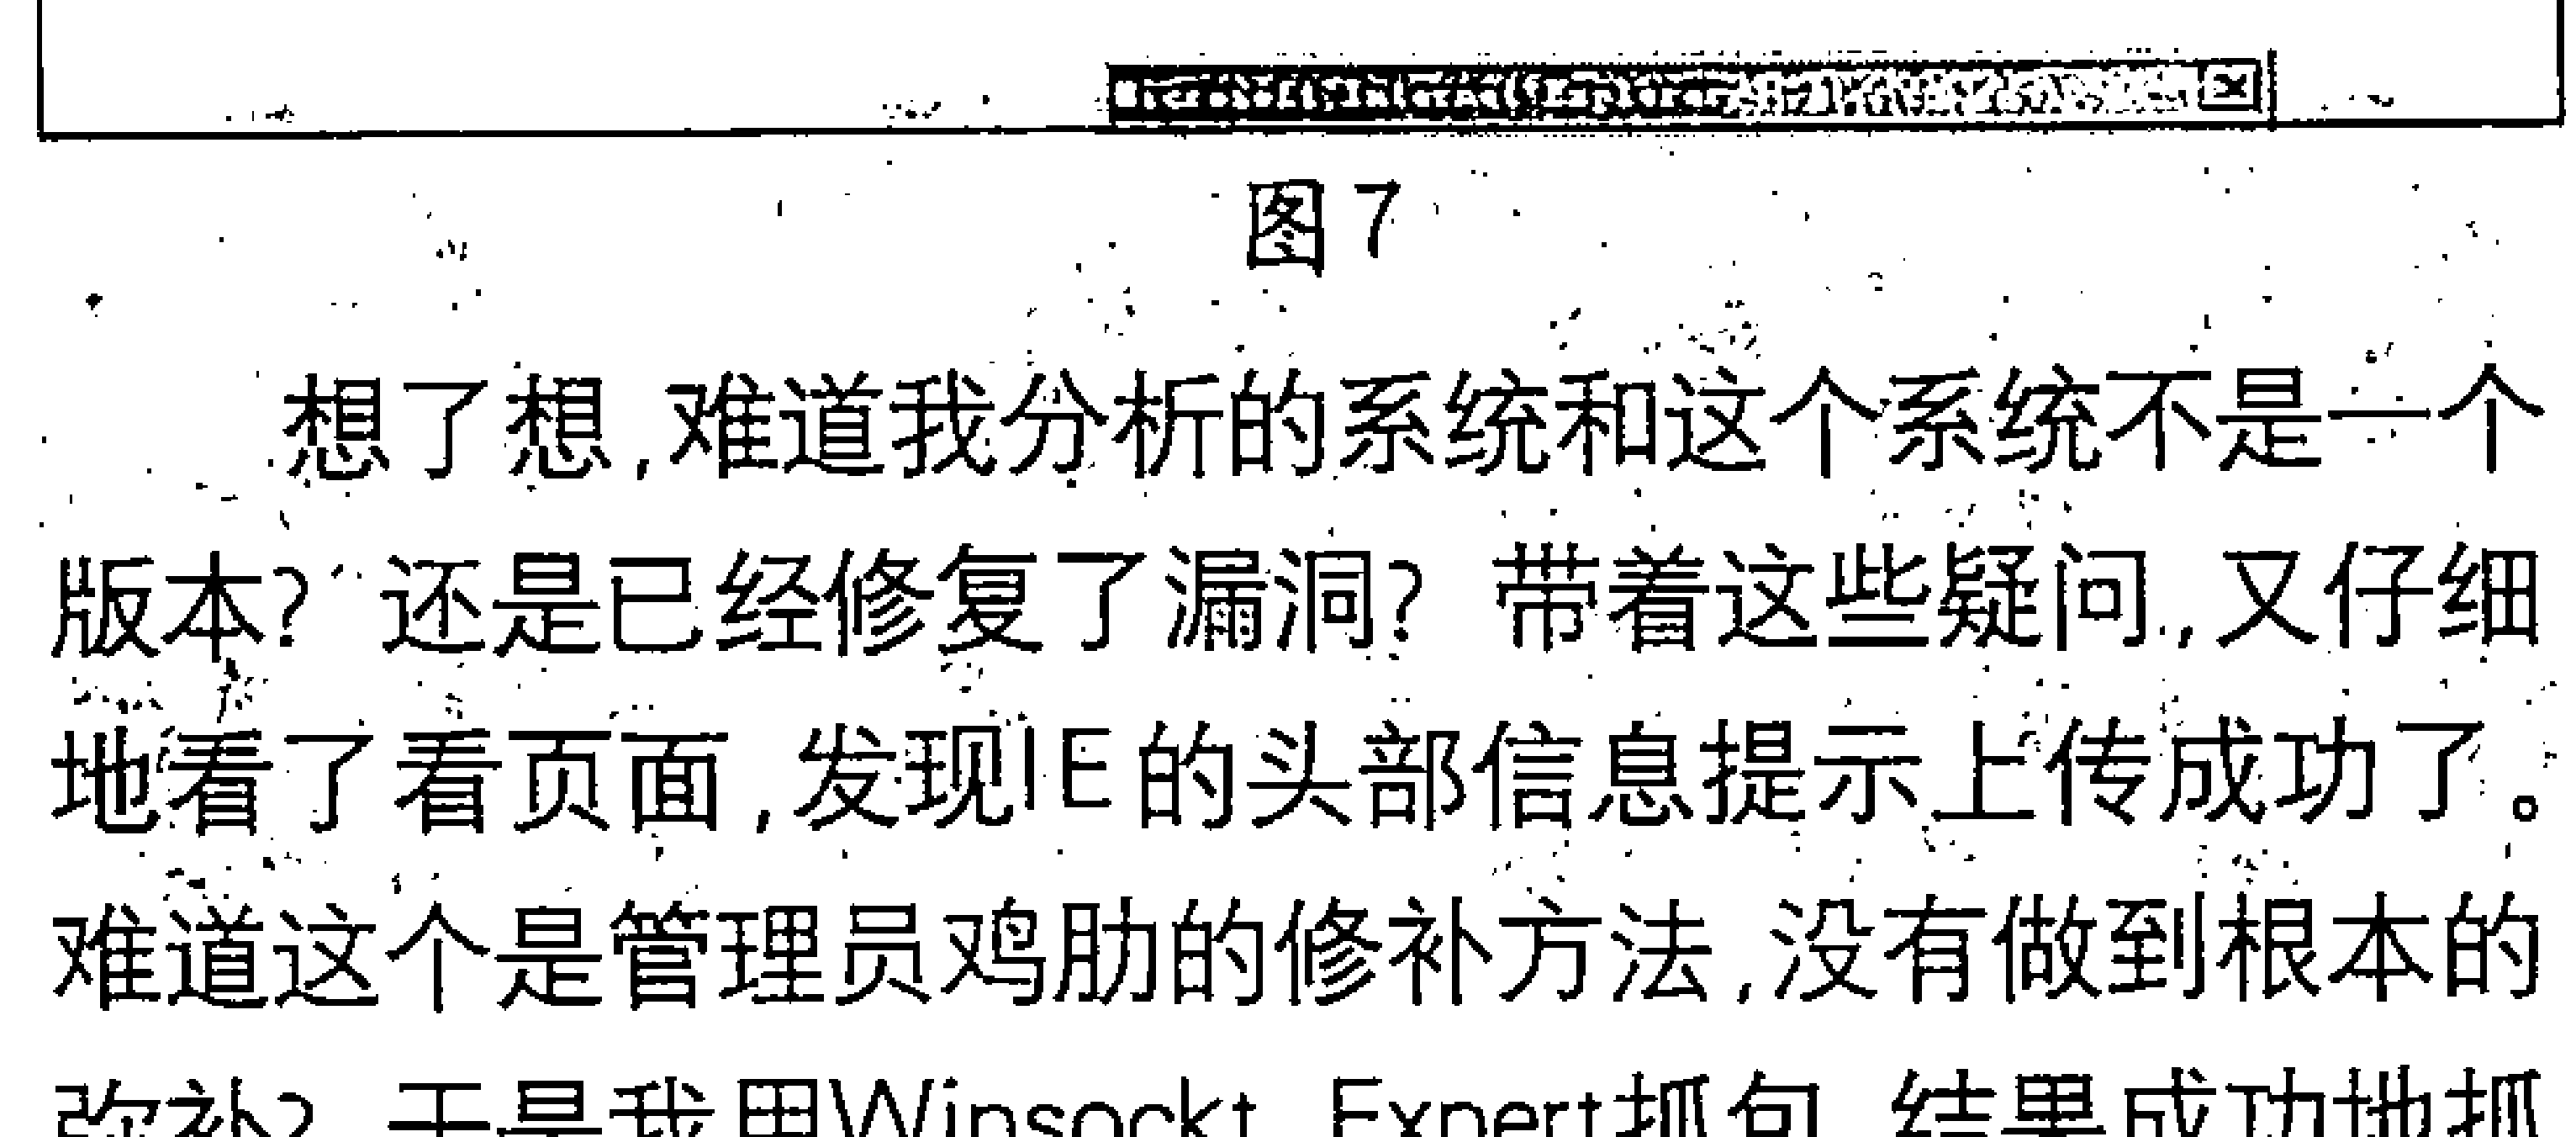 图7
想了想,难道我分析的系统和这个系统不是一个
版本? 还是已经修复了漏洞? 带着这些疑问,又仔细
地看了看页面,发现IE的头部信息提示上传成功了。
难道这个是管理员鸡肋的修补方法,没有做到根本的
弥补? 于是我用Winsockt Expert抓包 结果成功地抓